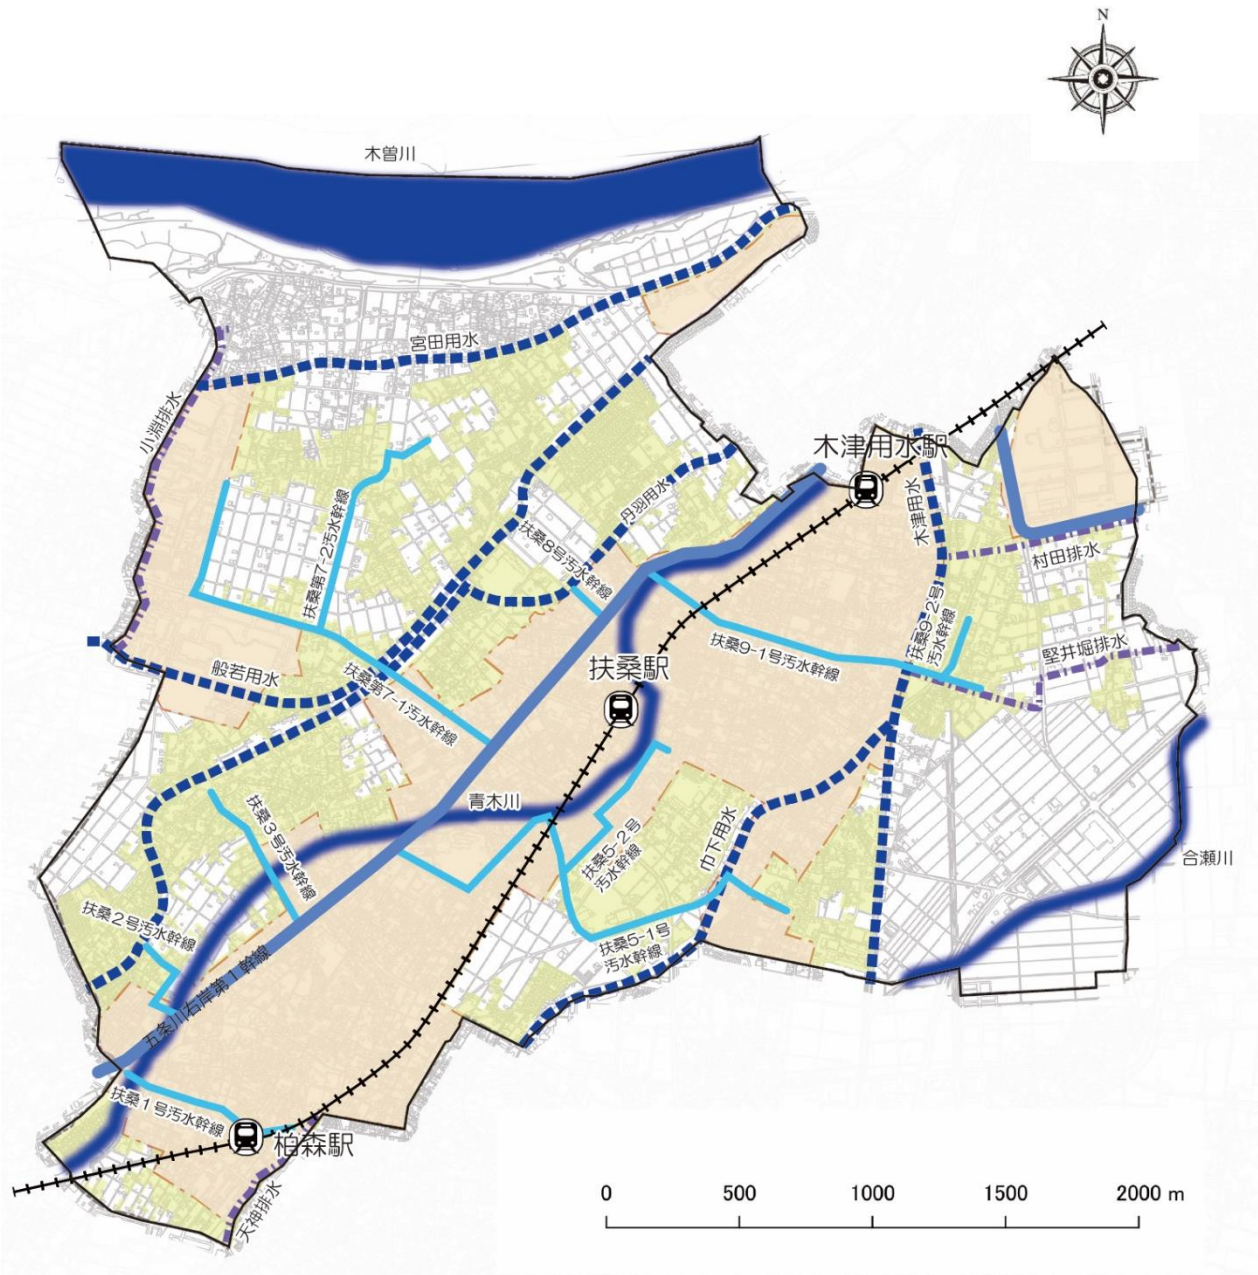 N
木曽川
宮田用水
小淵排水
木津用水駅
扶桑第7-2汚水幹線
丹羽用水
木津用水
扶桑8号汚水幹線
村田排水
扶桑9-2号
汚水幹線
扶桑9-1号汚水幹線
堅井堀排水
般若用水
扶桑駅
扶桑第7-1汚水幹線
青木川
扶桑3号汚水幹線
扶桑5-2号
汚水幹線
巾下用水
合瀬川
扶桑2号汚水幹線
扶桑5-1号
汚水幹線
五条川右岸第1幹線
扶桑1号汚水幹線
柏森駅
天神排水
0 500 1000 1500 2000 m